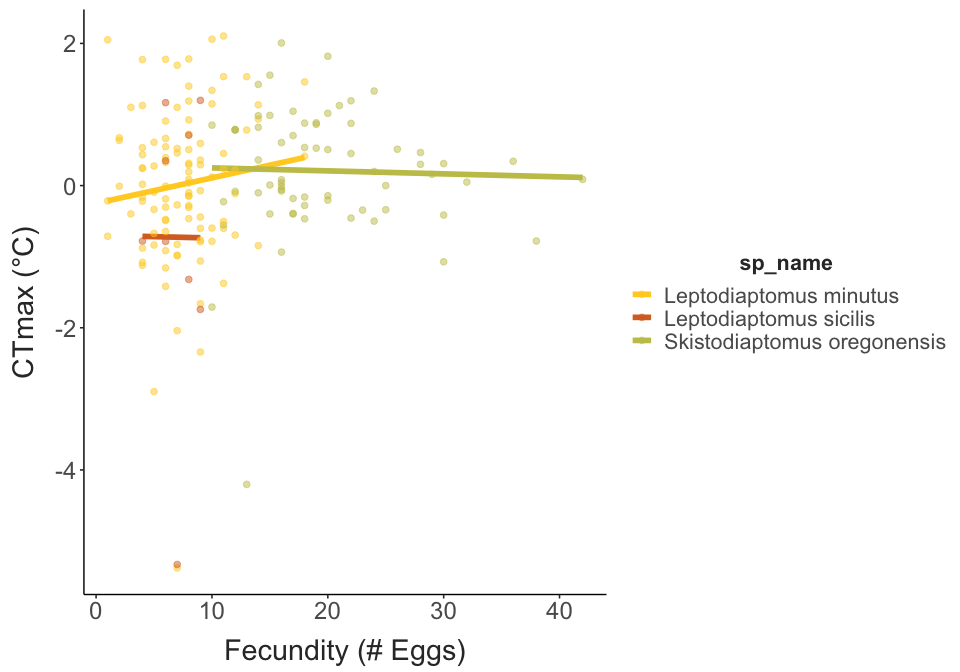 2
0
-2
-4
CTmax (°C)
0 10 20 30 40
Fecundity (# Eggs)
sp_name
Leptodiaptomus minutus
Leptodiaptomus sicilis
Skistodiaptomus oregonensis